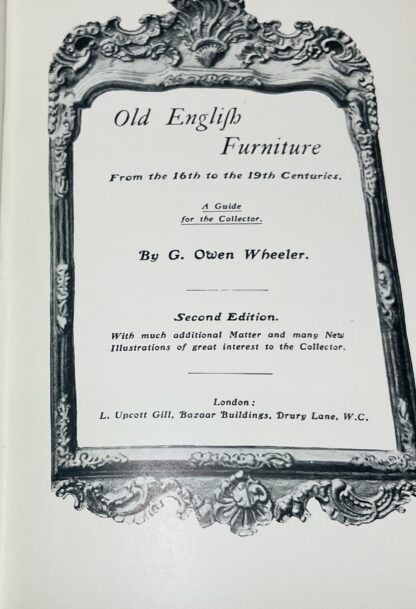 Old Engliſh
Furniture
From the 16th to the 19th Centuries.
A Guide
for the Collector.
By G. Owen Wheeler.
Second Edition.
With much additional Matter and many New
Illustrations of great interest to the Collector.
London:
L. Upcott Gill, Bazaar Buildings, Drury Lane, W.C.